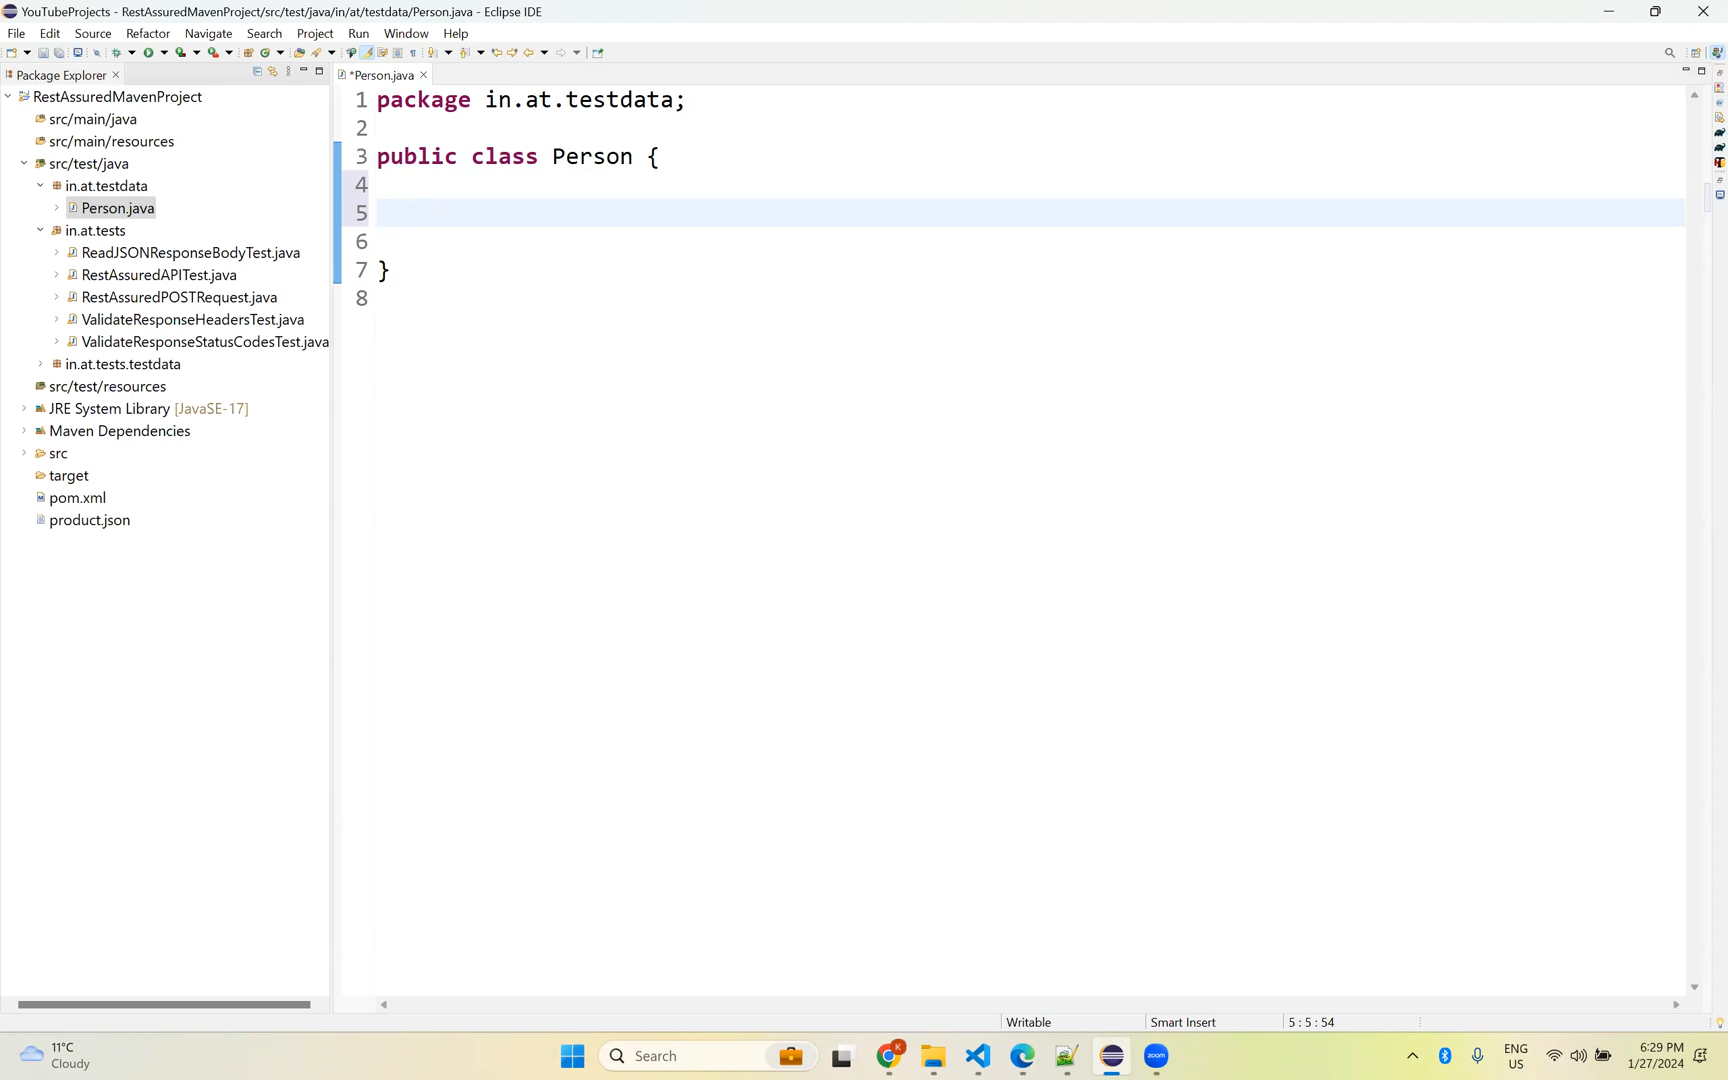 YouTubeProjects - RestAssuredMavenProject/src/test/java/in/at/testdata/Person.java - Eclipse IDE
File Edit Source Refactor Navigate Search Project Run Window Help
Package Explorer
RestAssuredMavenProject
src/main/java
src/main/resources
src/test/java
in.at.testdata
Person.java
in.at.tests
ReadJSONResponseBodyTest.java
RestAssuredAPITest.java
RestAssuredPOSTRequest.java
ValidateResponseHeadersTest.java
ValidateResponseStatusCodesTest.java
in.at.tests.testdata
src/test/resources
JRE System Library [JavaSE-17]
Maven Dependencies
src
target
pom.xml
product.json
*Person.java
1 package in.at.testdata;
2
3 public class Person {
4
5
6
7 }
8
Writable Smart Insert 5 : 5 : 54
11°C
Cloudy
Search
K
zoom
ENG
US
6:29 PM
1/27/2024